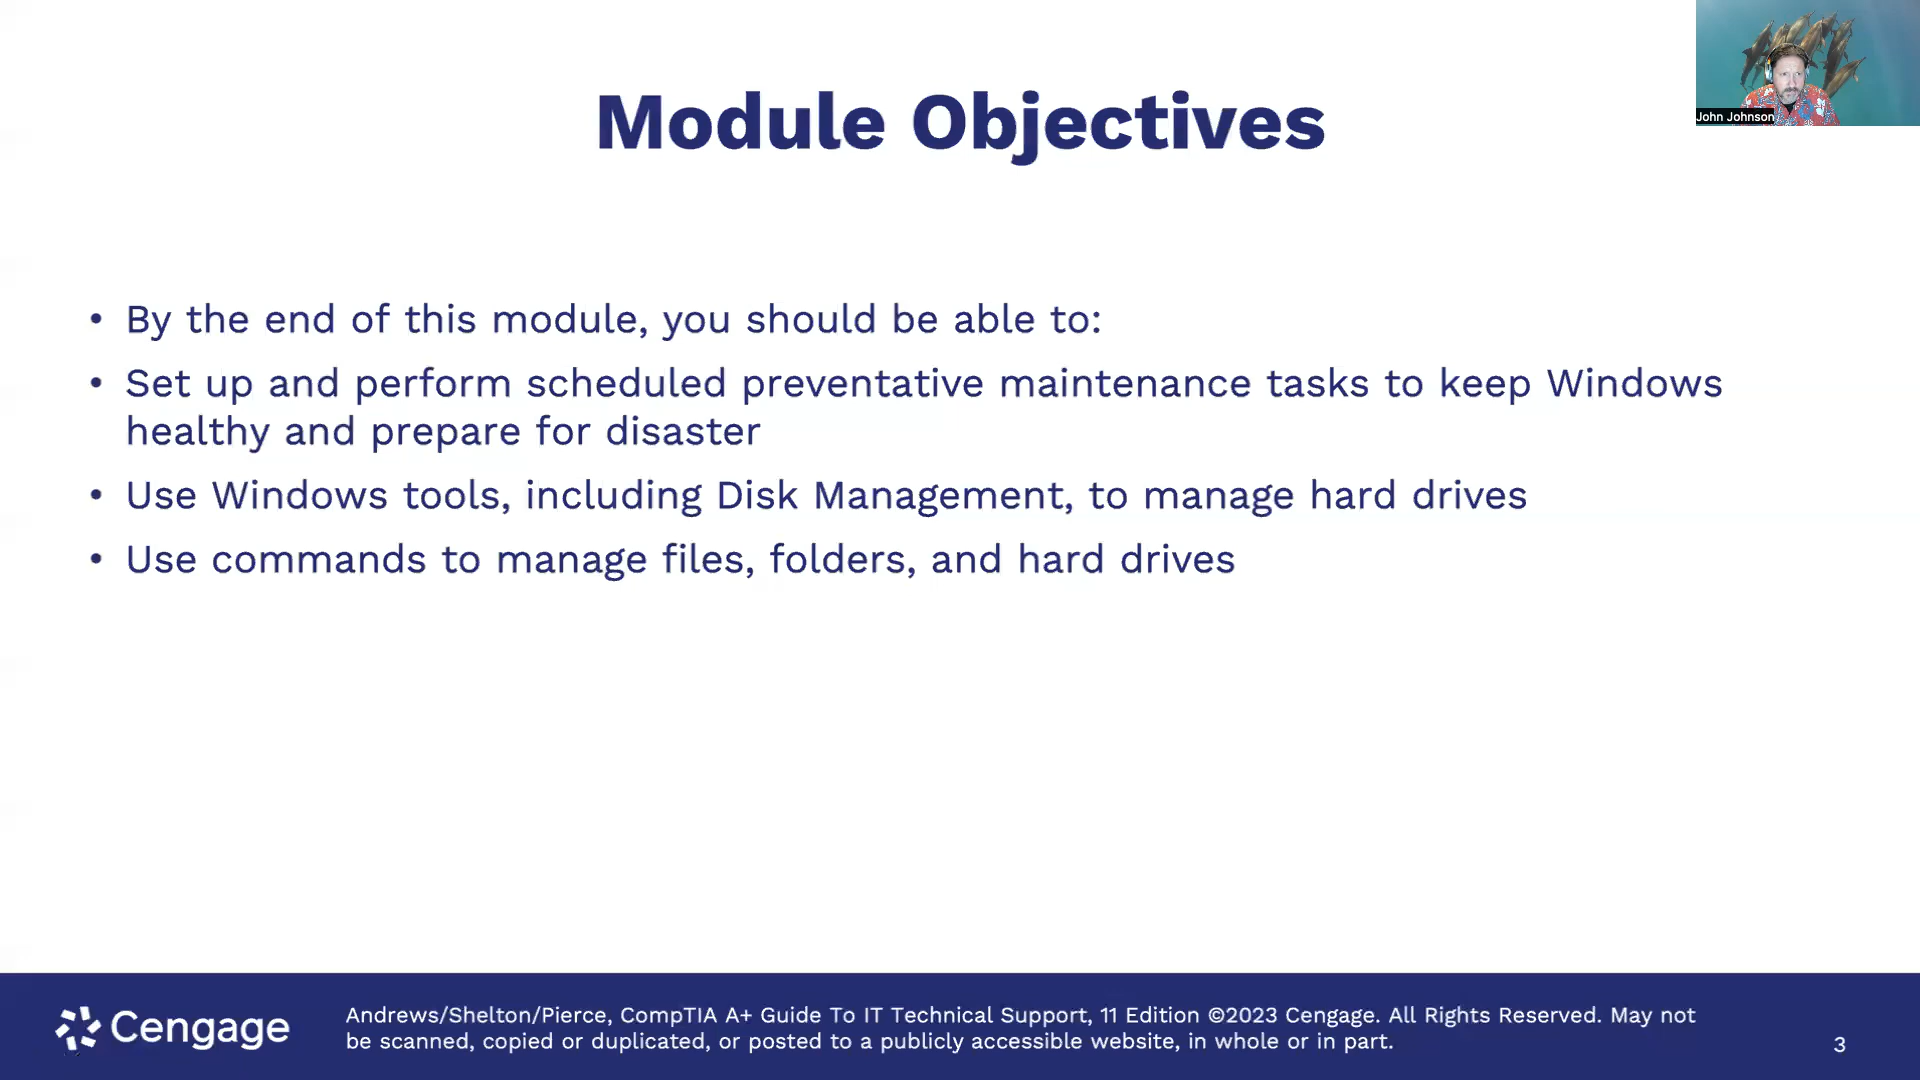 John Johnson
Module Objectives
• By the end of this module, you should be able to:
• Set up and perform scheduled preventative maintenance tasks to keep Windows
healthy and prepare for disaster
• Use Windows tools, including Disk Management, to manage hard drives
• Use commands to manage files, folders, and hard drives
Cengage
Andrews/Shelton/Pierce, CompTIA A+ Guide To IT Technical Support, 11 Edition ©2023 Cengage. All Rights Reserved. May not
be scanned, copied or duplicated, or posted to a publicly accessible website, in whole or in part.
3